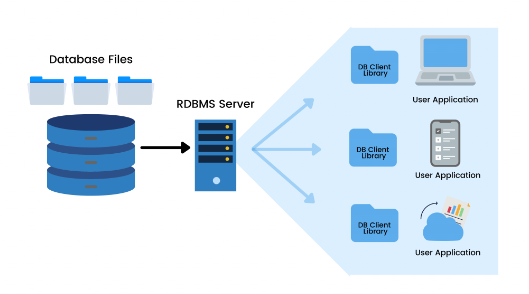 Database Files
RDBMS Server
DB Client
Library
User Application
DB Client
Library
User Application
DB Client
Library
User Application